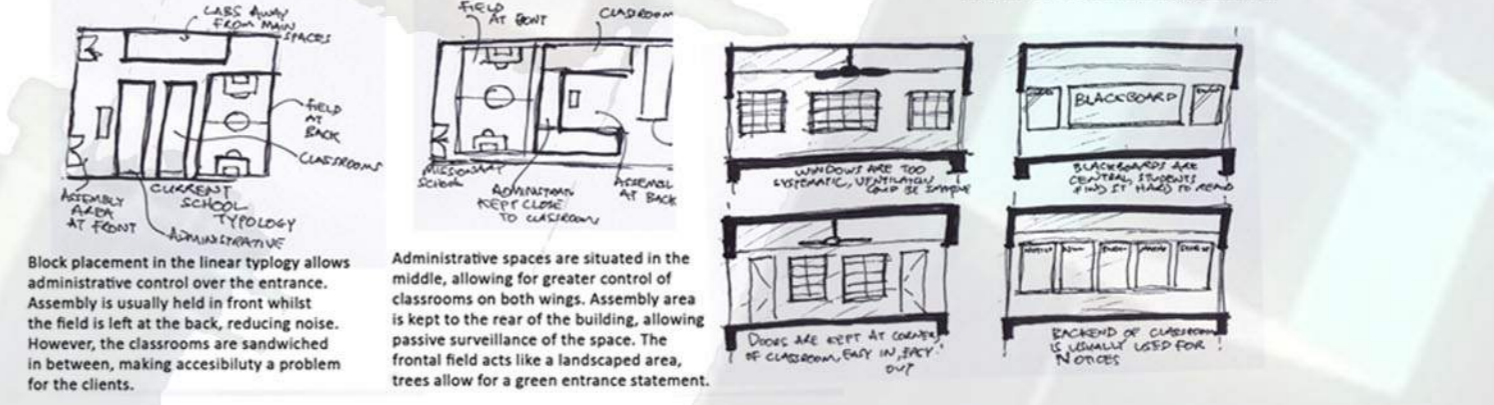 LABS AWAY
FROM MAIN
SPACES
FIELD
AT
BACK
CLASSROOMS
ASSEMBLY
AREA
AT FRONT
CURRENT
SCHOOL
TYPOLOGY
ADMINISTRATIVE
Block placement in the linear typlogy allows
administrative control over the entrance.
Assembly is usually held in front whilst
the field is left at the back, reducing noise.
However, the classrooms are sandwiched
in between, making accesibiluty a problem
for the clients.
FIELD
AT FRONT
CLASSROOM
MISSIONARY
SCHOOL
KEPT CLOSE
TO CLASSROOM
AT BACK
Administrative spaces are situated in the
middle, allowing for greater control of
classrooms on both wings. Assembly area
is kept to the rear of the building, allowing
passive surveillance of the space. The
frontal field acts like a landscaped area,
trees allow for a green entrance statement.
WINDOWS ARE TOO
SYSTEMATIC, VENTILATION
COULD BE SIMPLE
BLACKBOARD
BLACKBOARDS ARE
CENTRAL, STUDENTS
FIND IT HARD TO READ
DOORS ARE KEPT AT CORNERS
OF CLASSROOM, EASY IN, EASY
OUT
BACKEND OF CLASSROOM
IS USUALLY USED FOR
NOTICES